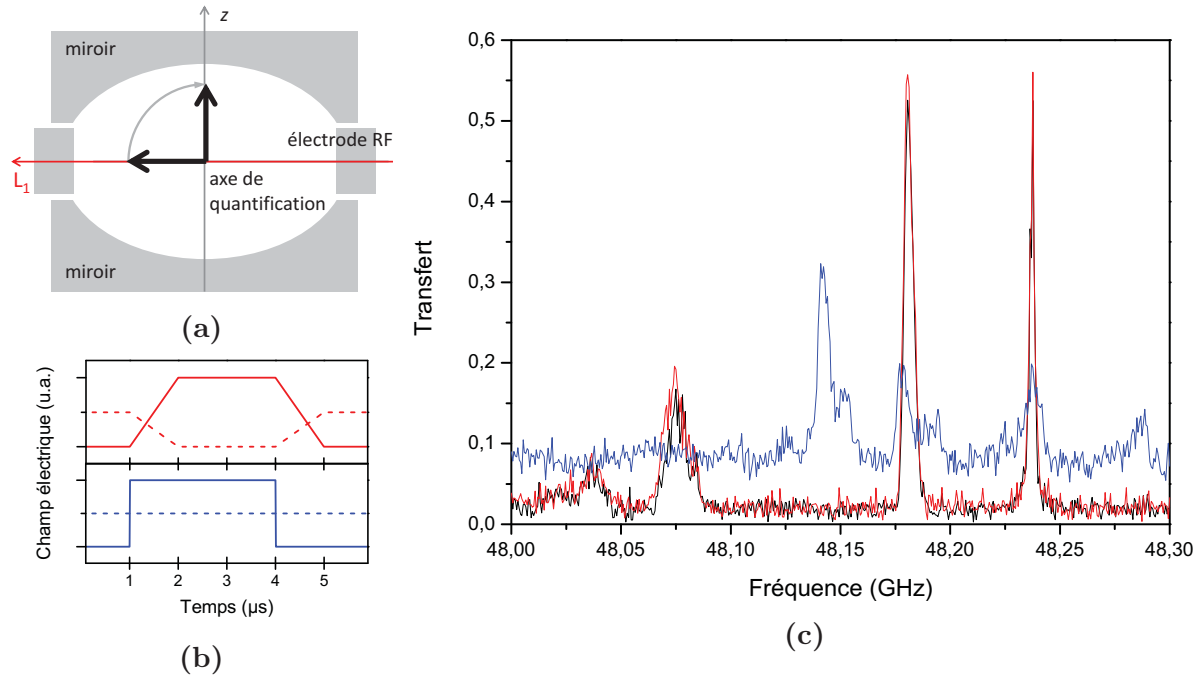 z
miroir
électrode RF
L1
axe de
quantification
miroir
(a)
Champ électrique (u.a.)
1 2 3 4 5
Temps (µs)
(b)
0,6
0,5
0,4
0,3
0,2
0,1
0,0
Transfert
48,00 48,05 48,10 48,15 48,20 48,25 48,30
Fréquence (GHz)
(c)